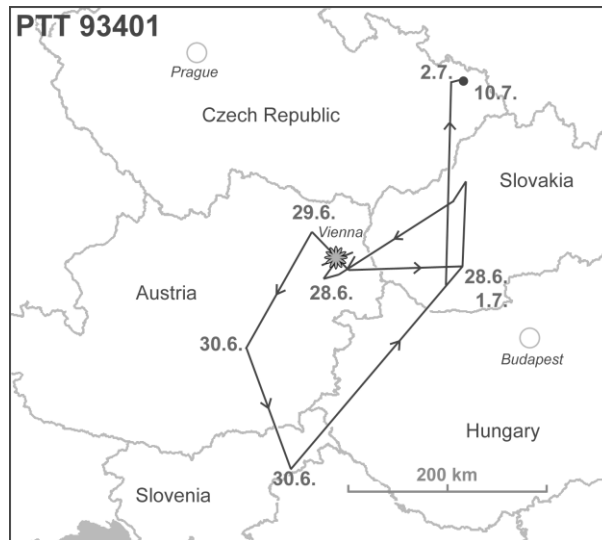 PTT 93401
Prague
2.7.
10.7.
Czech Republic
Slovakia
29.6.
Vienna
28.6.
28.6.
1.7.
Austria
30.6.
Budapest
Hungary
30.6.
200 km
Slovenia